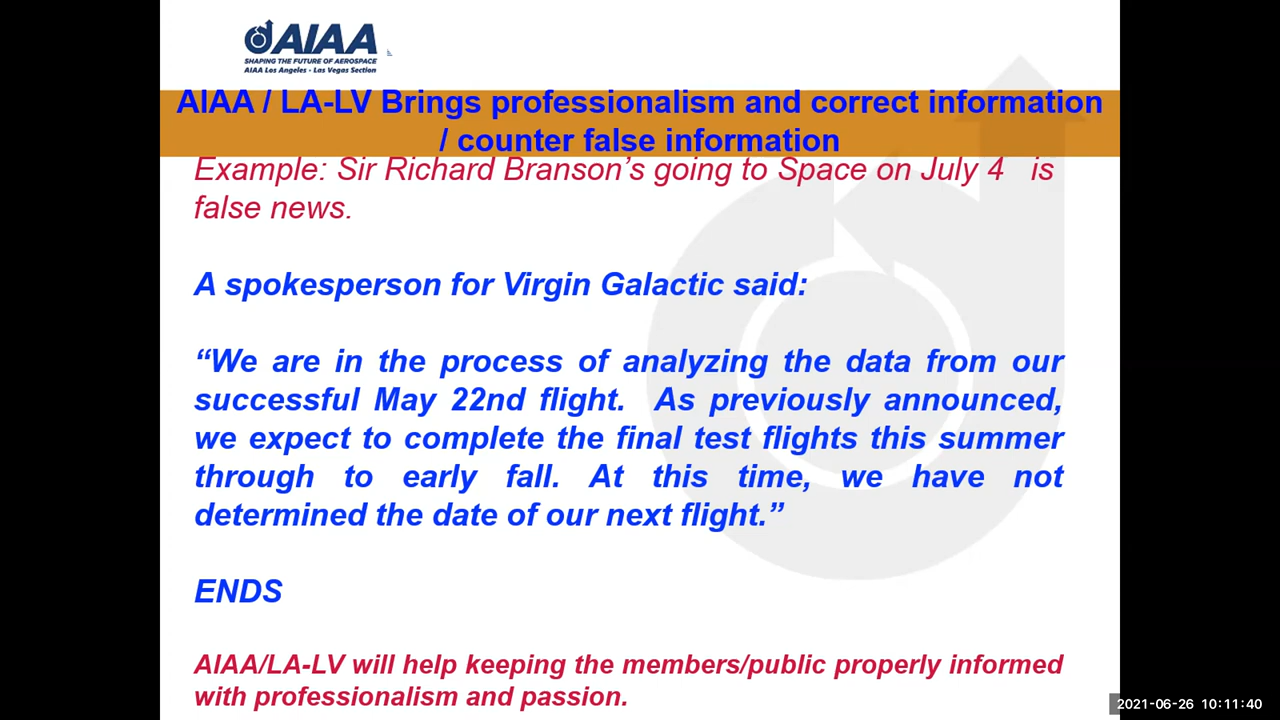 AIAA
SHAPING THE FUTURE OF AEROSPACE
AIAA Los Angeles - Las Vegas Section
AIAA / LA-LV Brings professionalism and correct information
/ counter false information
Example: Sir Richard Branson’s going to Space on July 4 is
false news.
A spokesperson for Virgin Galactic said:
“We are in the process of analyzing the data from our
successful May 22nd flight. As previously announced,
we expect to complete the final test flights this summer
through to early fall. At this time, we have not
determined the date of our next flight.”
ENDS
AIAA/LA-LV will help keeping the members/public properly informed
with professionalism and passion.
2021-06-26 10:11:40